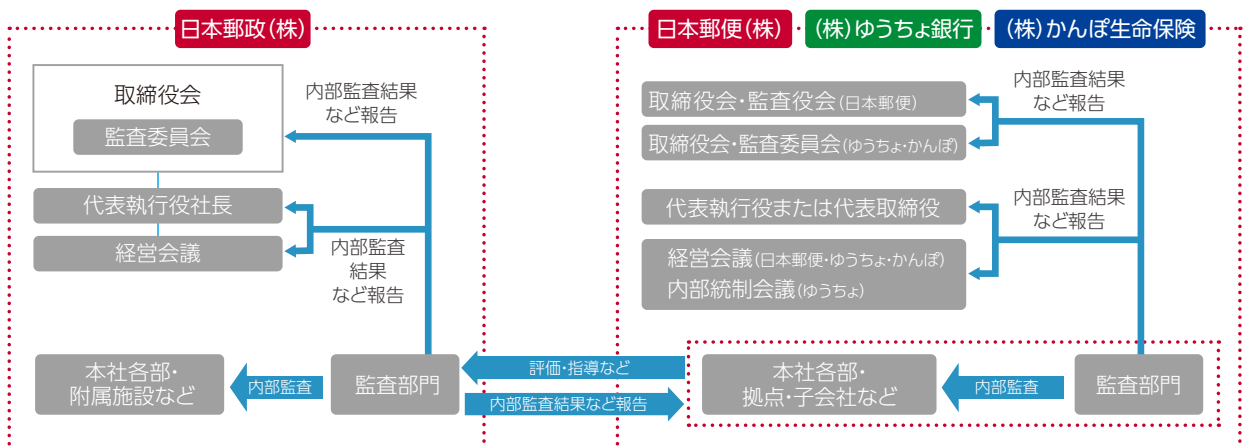 日本郵政(株)
取締役会
監査委員会
代表執行役社長
経営会議
内部監査結果
など報告
内部監査
結果
など報告
本社各部・
附属施設など
内部監査
監査部門
評価・指導など
内部監査結果など報告
日本郵便(株)
(株)ゆうちょ銀行
(株)かんぽ生命保険
取締役会・監査役会(日本郵便)
取締役会・監査委員会(ゆうちょ・かんぽ)
内部監査結果
など報告
代表執行役または代表取締役
経営会議(日本郵便・ゆうちょ・かんぽ)
内部統制会議(ゆうちょ)
内部監査結果
など報告
本社各部・
拠点・子会社など
内部監査
監査部門